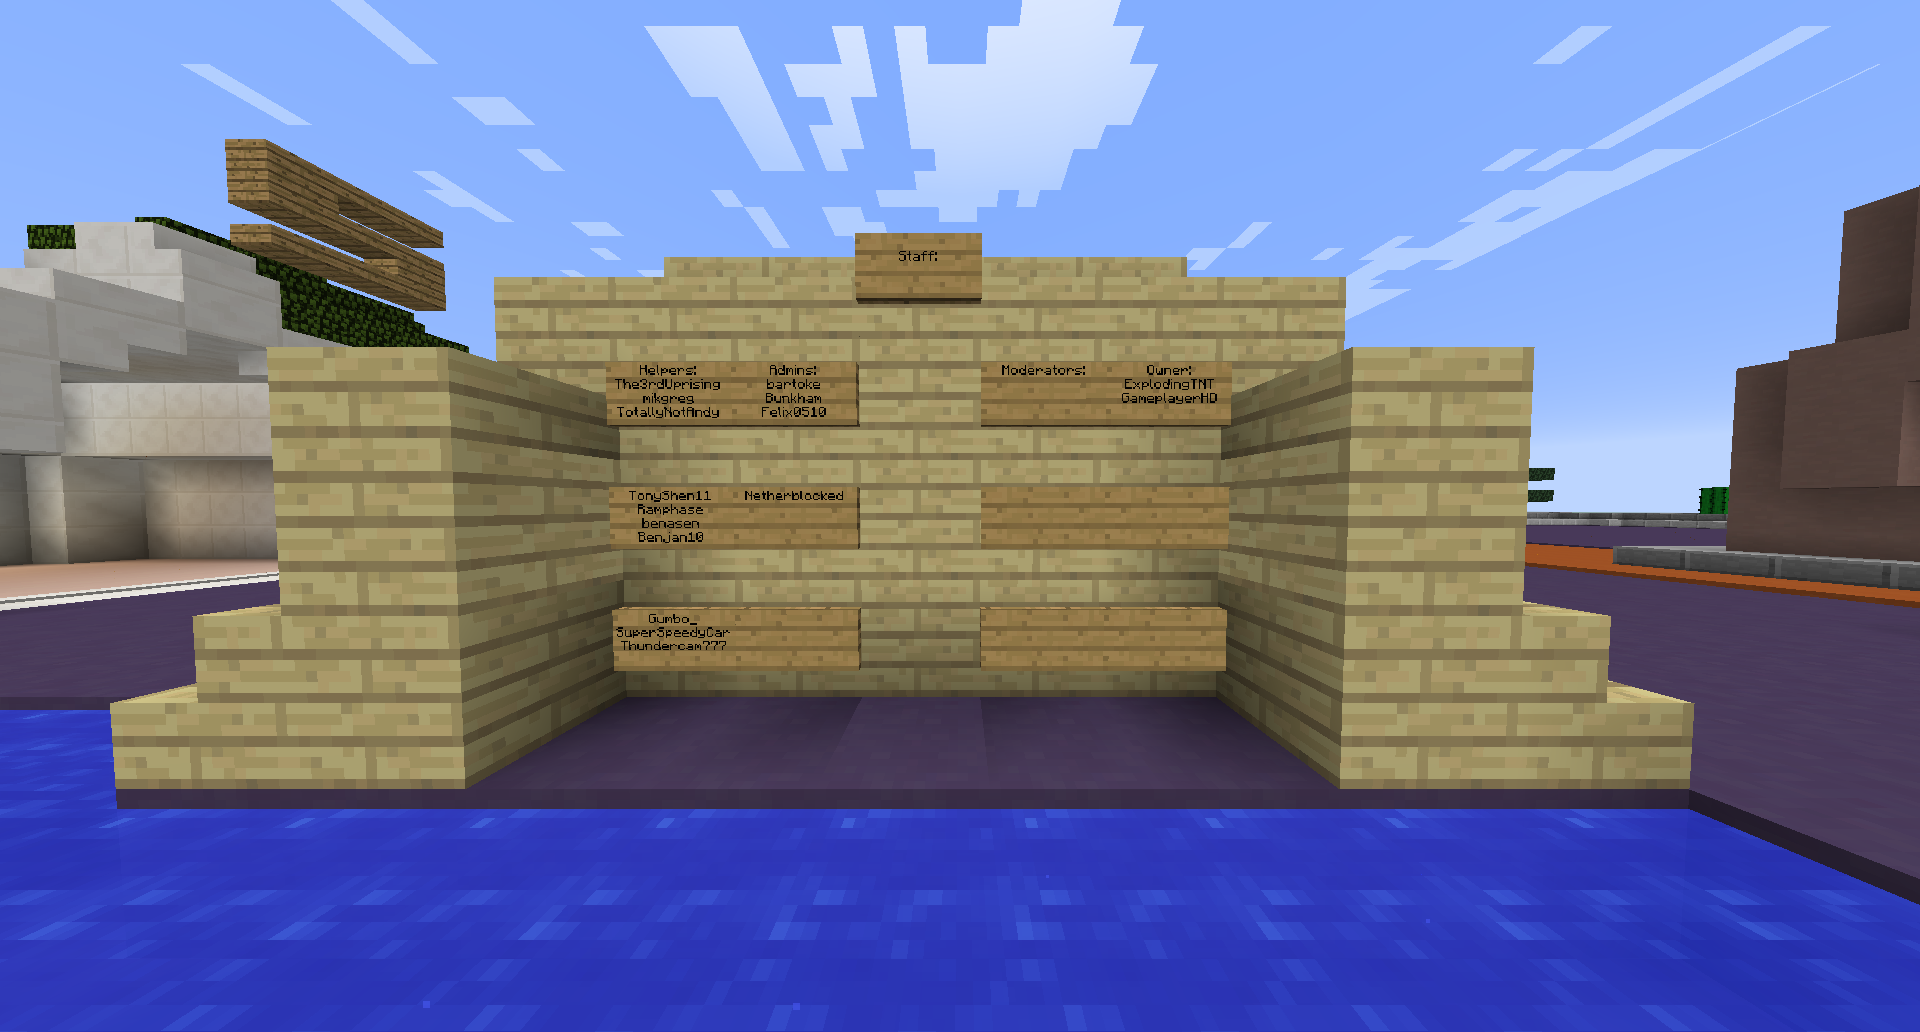 Staff:
Helpers:
The3rdUprising
mikgreg
TotallyNotAndy
Admins:
bartoke
Bunkham
Felix0510
Moderators:
Owner:
ExplodingTNT
GameplayerHD
TonyShen11
Ramphase
benasen
Benjan10
Netherblocked
Gumbo_
SuperSpeedyCar
Thundercam777